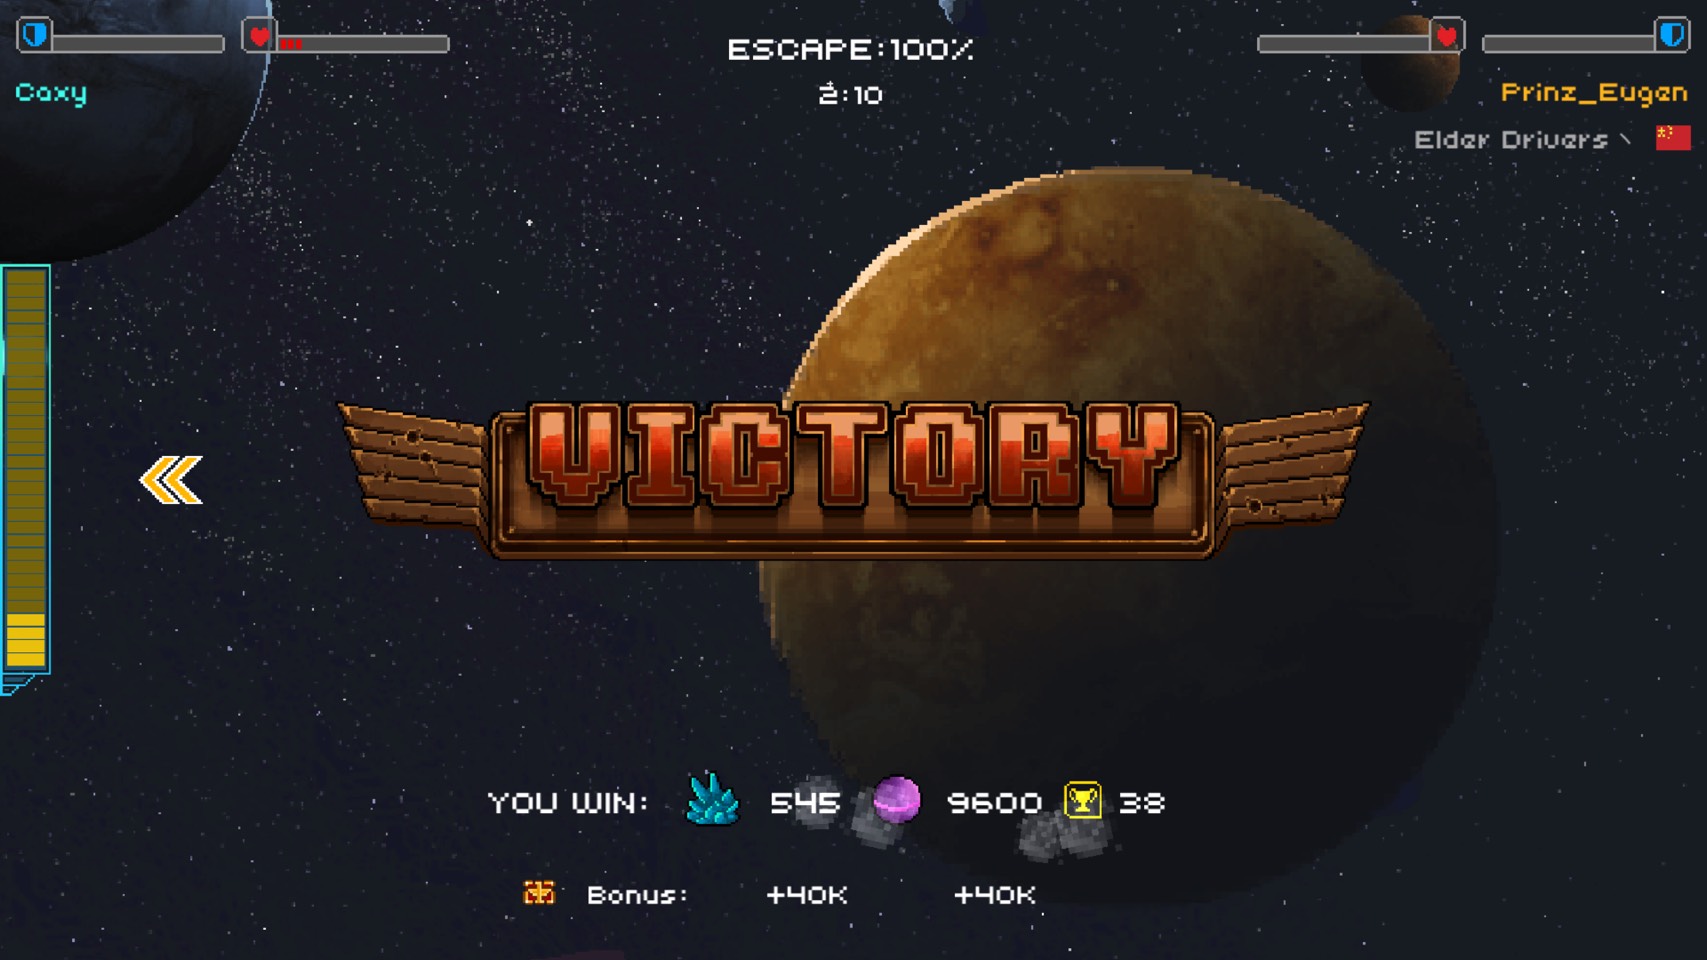 ESCAPE:100%
2:10
Caxy
Prinz_Eugen
Elder Drivers
VICTORY
YOU WIN: 545 9600 38
Bonus: +40K +40K